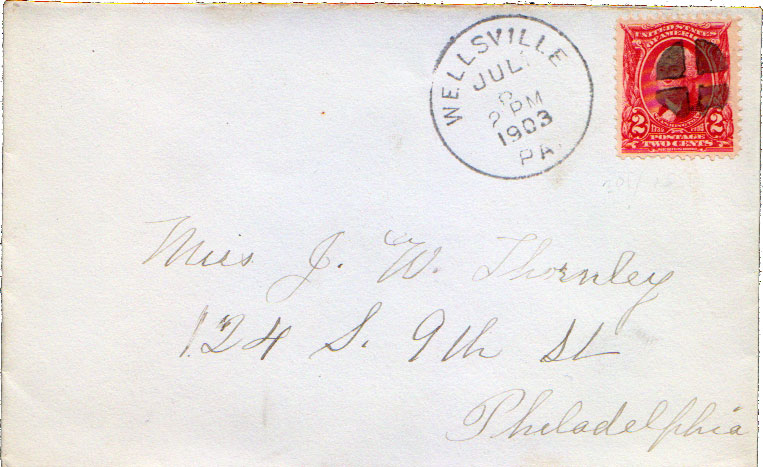 WELLSVILLE
JUL
2 PM
1903
PA.
UNITED STATES
OF AMERICA
2 2
POSTAGE
TWO CENTS
Miss J. W. Thornley
124 S. 9th St
Philadelphia